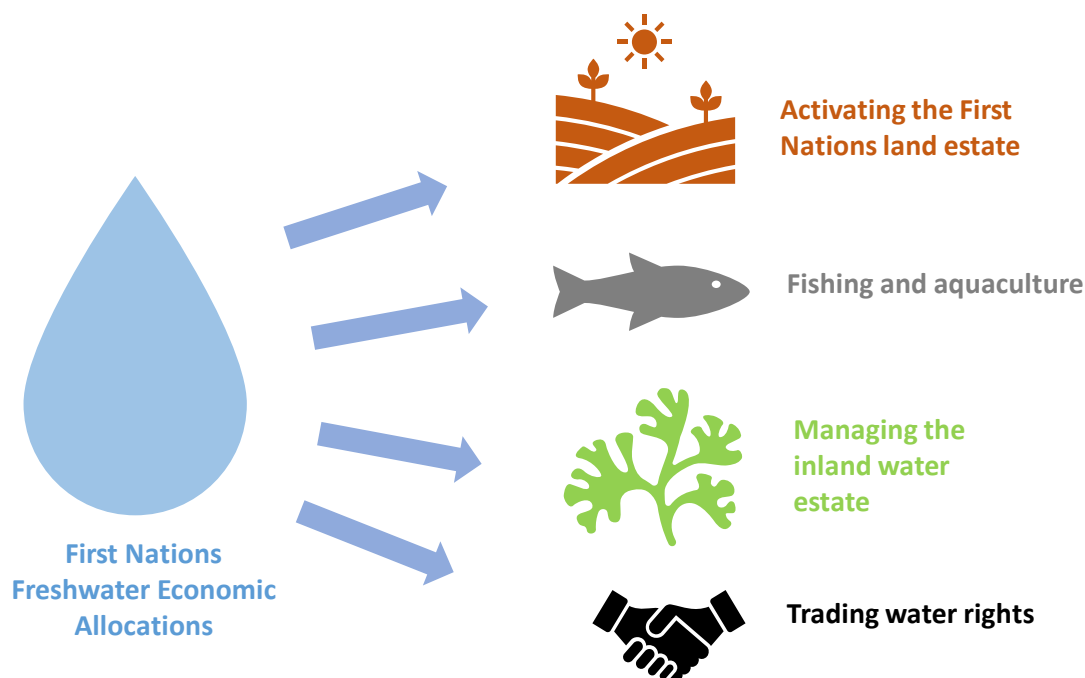 Activating the First
Nations land estate
Fishing and aquaculture
Managing the
inland water
estate
First Nations
Freshwater Economic
Allocations
Trading water rights